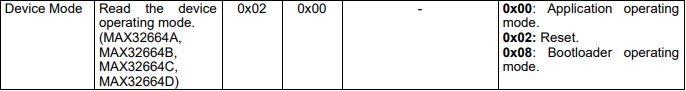 Device Mode
Read the device
operating mode.
(MAX32664A,
MAX32664B,
MAX32664C,
MAX32664D)
0x02
0x00
-
0x00: Application operating
mode.
0x02: Reset.
0x08: Bootloader operating
mode.